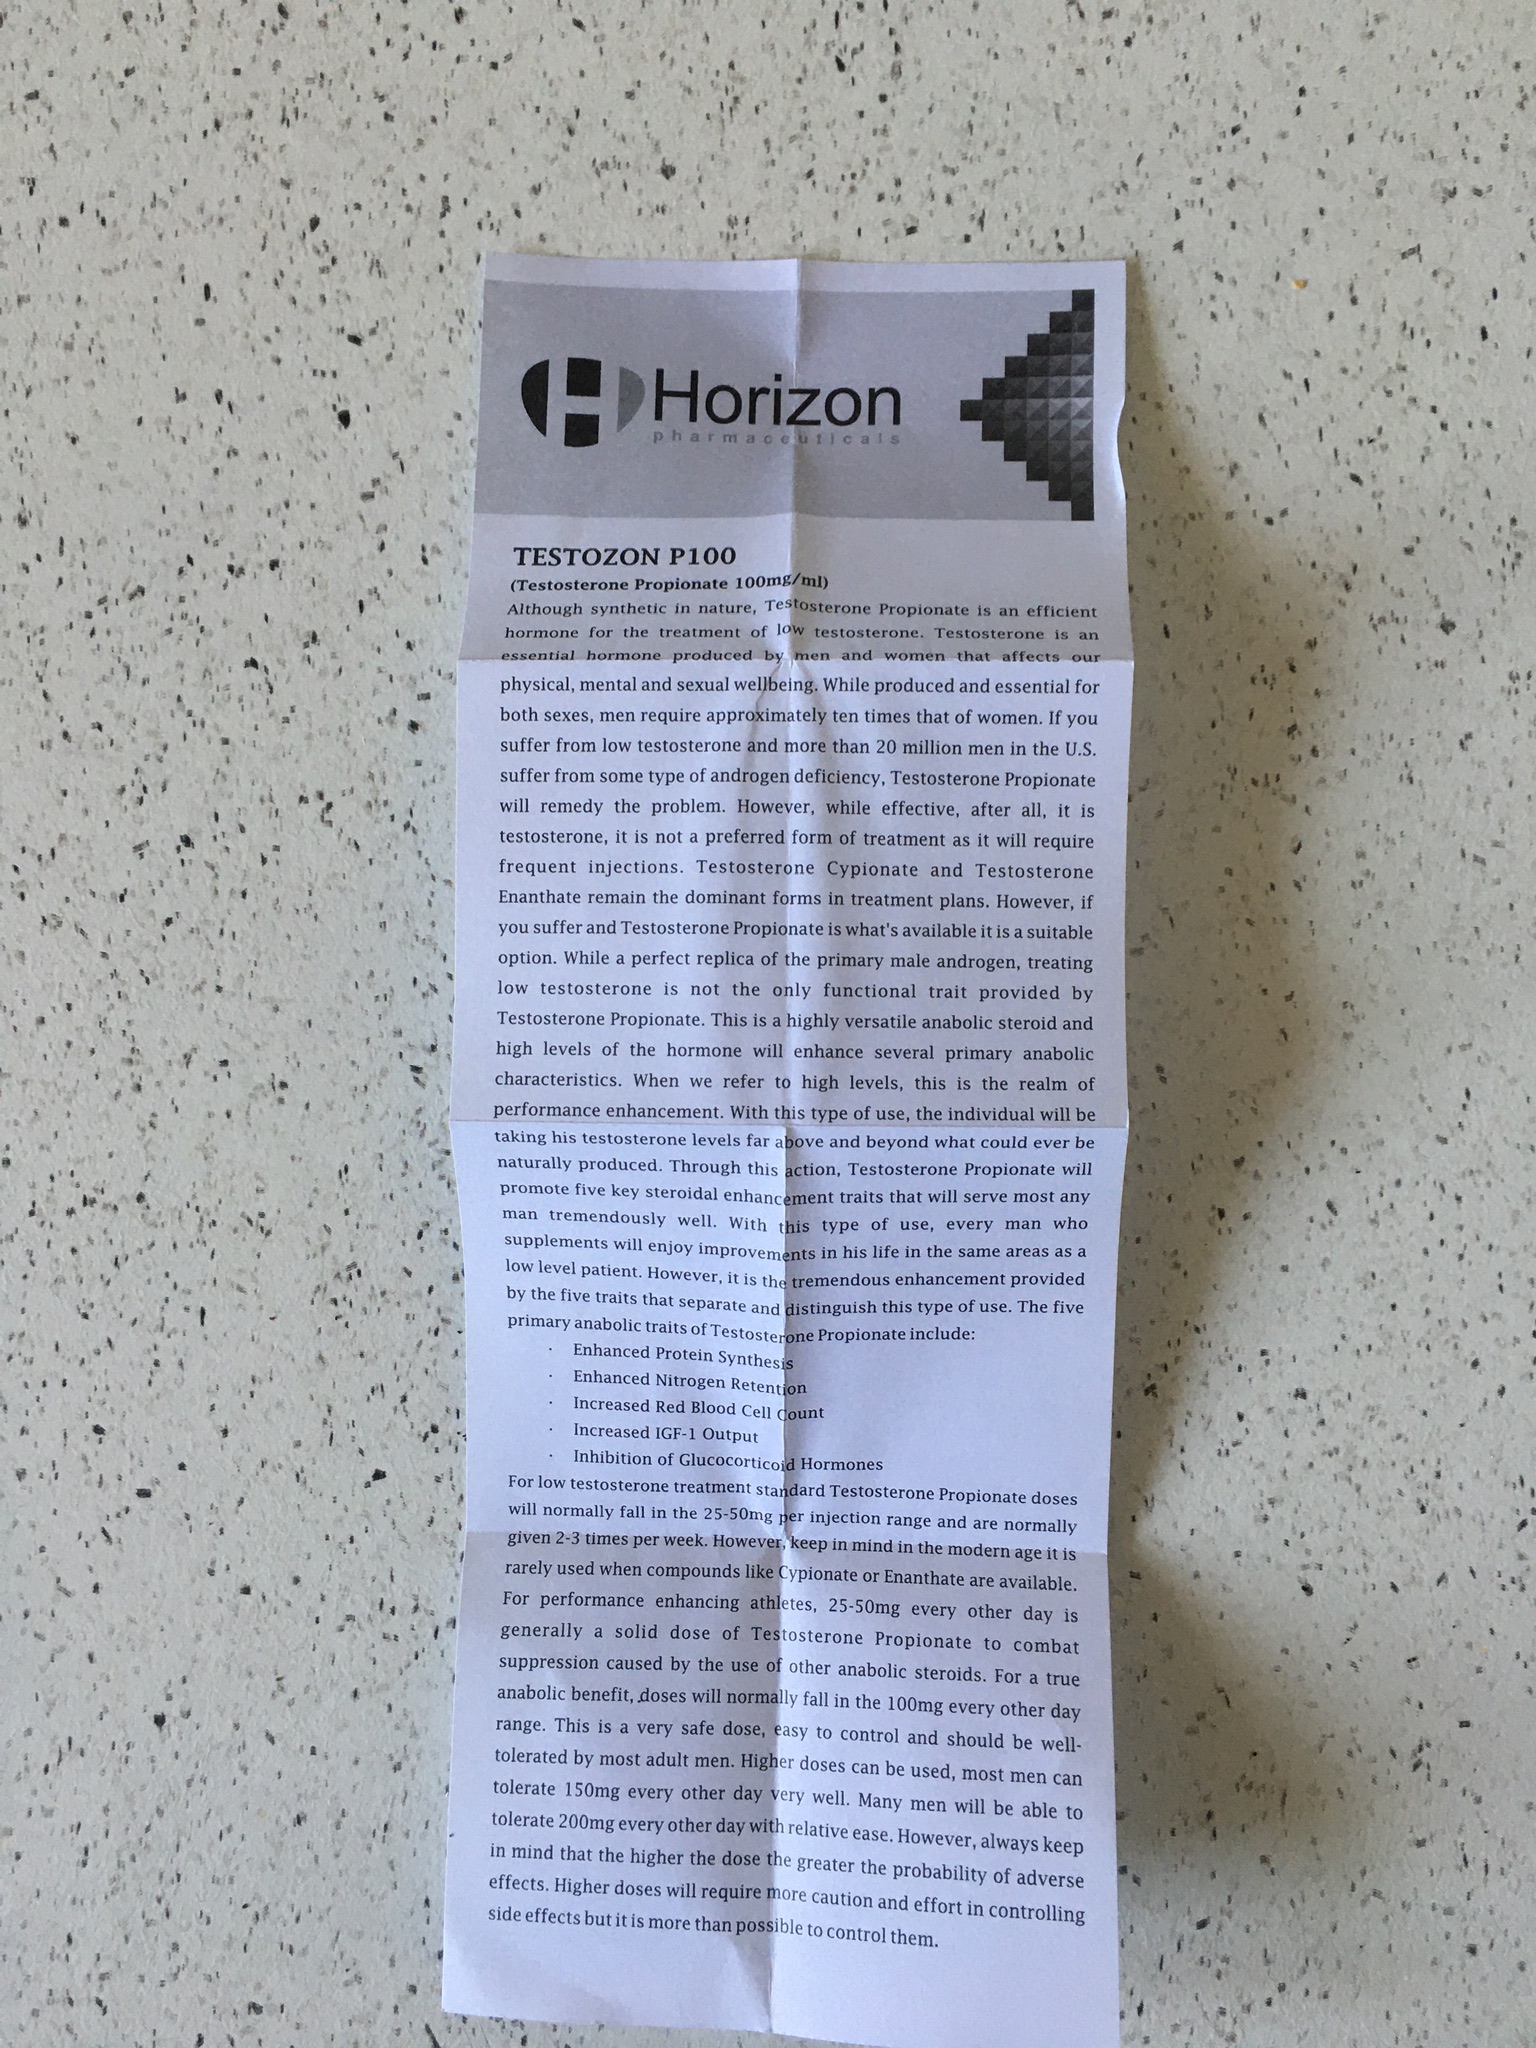 Horizon
pharmaceuticals
TESTOZON P100
(Testosterone Propionate 100mg/ml)
Although synthetic in nature, Testosterone Propionate is an efficient
hormone for the treatment of low testosterone. Testosterone is an
essential hormone produced by men and women that affects our
physical, mental and sexual wellbeing. While produced and essential for
both sexes, men require approximately ten times that of women. If you
suffer from low testosterone and more than 20 million men in the U.S.
suffer from some type of androgen deficiency, Testosterone Propionate
will remedy the problem. However, while effective, after all, it is
testosterone, it is not a preferred form of treatment as it will require
frequent injections. Testosterone Cypionate and Testosterone
Enanthate remain the dominant forms in treatment plans. However, if
you suffer and Testosterone Propionate is what's available it is a suitable
option. While a perfect replica of the primary male androgen, treating
low testosterone is not the only functional trait provided by
Testosterone Propionate. This is a highly versatile anabolic steroid and
high levels of the hormone will enhance several primary anabolic
characteristics. When we refer to high levels, this is the realm of
performance enhancement. With this type of use, the individual will be
taking his testosterone levels far above and beyond what could ever be
naturally produced. Through this action, Testosterone Propionate will
promote five key steroidal enhancement traits that will serve most any
man tremendously well. With this type of use, every man who
supplements will enjoy improvements in his life in the same areas as a
low level patient. However, it is the tremendous enhancement provided
by the five traits that separate and distinguish this type of use. The five
primary anabolic traits of Testosterone Propionate include:
· Enhanced Protein Synthesis
· Enhanced Nitrogen Retention
· Increased Red Blood Cell Count
· Increased IGF-1 Output
· Inhibition of Glucocorticoid Hormones
For low testosterone treatment standard Testosterone Propionate doses
will normally fall in the 25-50mg per injection range and are normally
given 2-3 times per week. However, keep in mind in the modern age it is
rarely used when compounds like Cypionate or Enanthate are available.
For performance enhancing athletes, 25-50mg every other day is
generally a solid dose of Testosterone Propionate to combat
suppression caused by the use of other anabolic steroids. For a true
anabolic benefit, doses will normally fall in the 100mg every other day
range. This is a very safe dose, easy to control and should be well-
tolerated by most adult men. Higher doses can be used, most men can
tolerate 150mg every other day very well. Many men will be able to
tolerate 200mg every other day with relative ease. However, always keep
in mind that the higher the dose the greater the probability of adverse
effects. Higher doses will require more caution and effort in controlling
side effects but it is more than possible to control them.